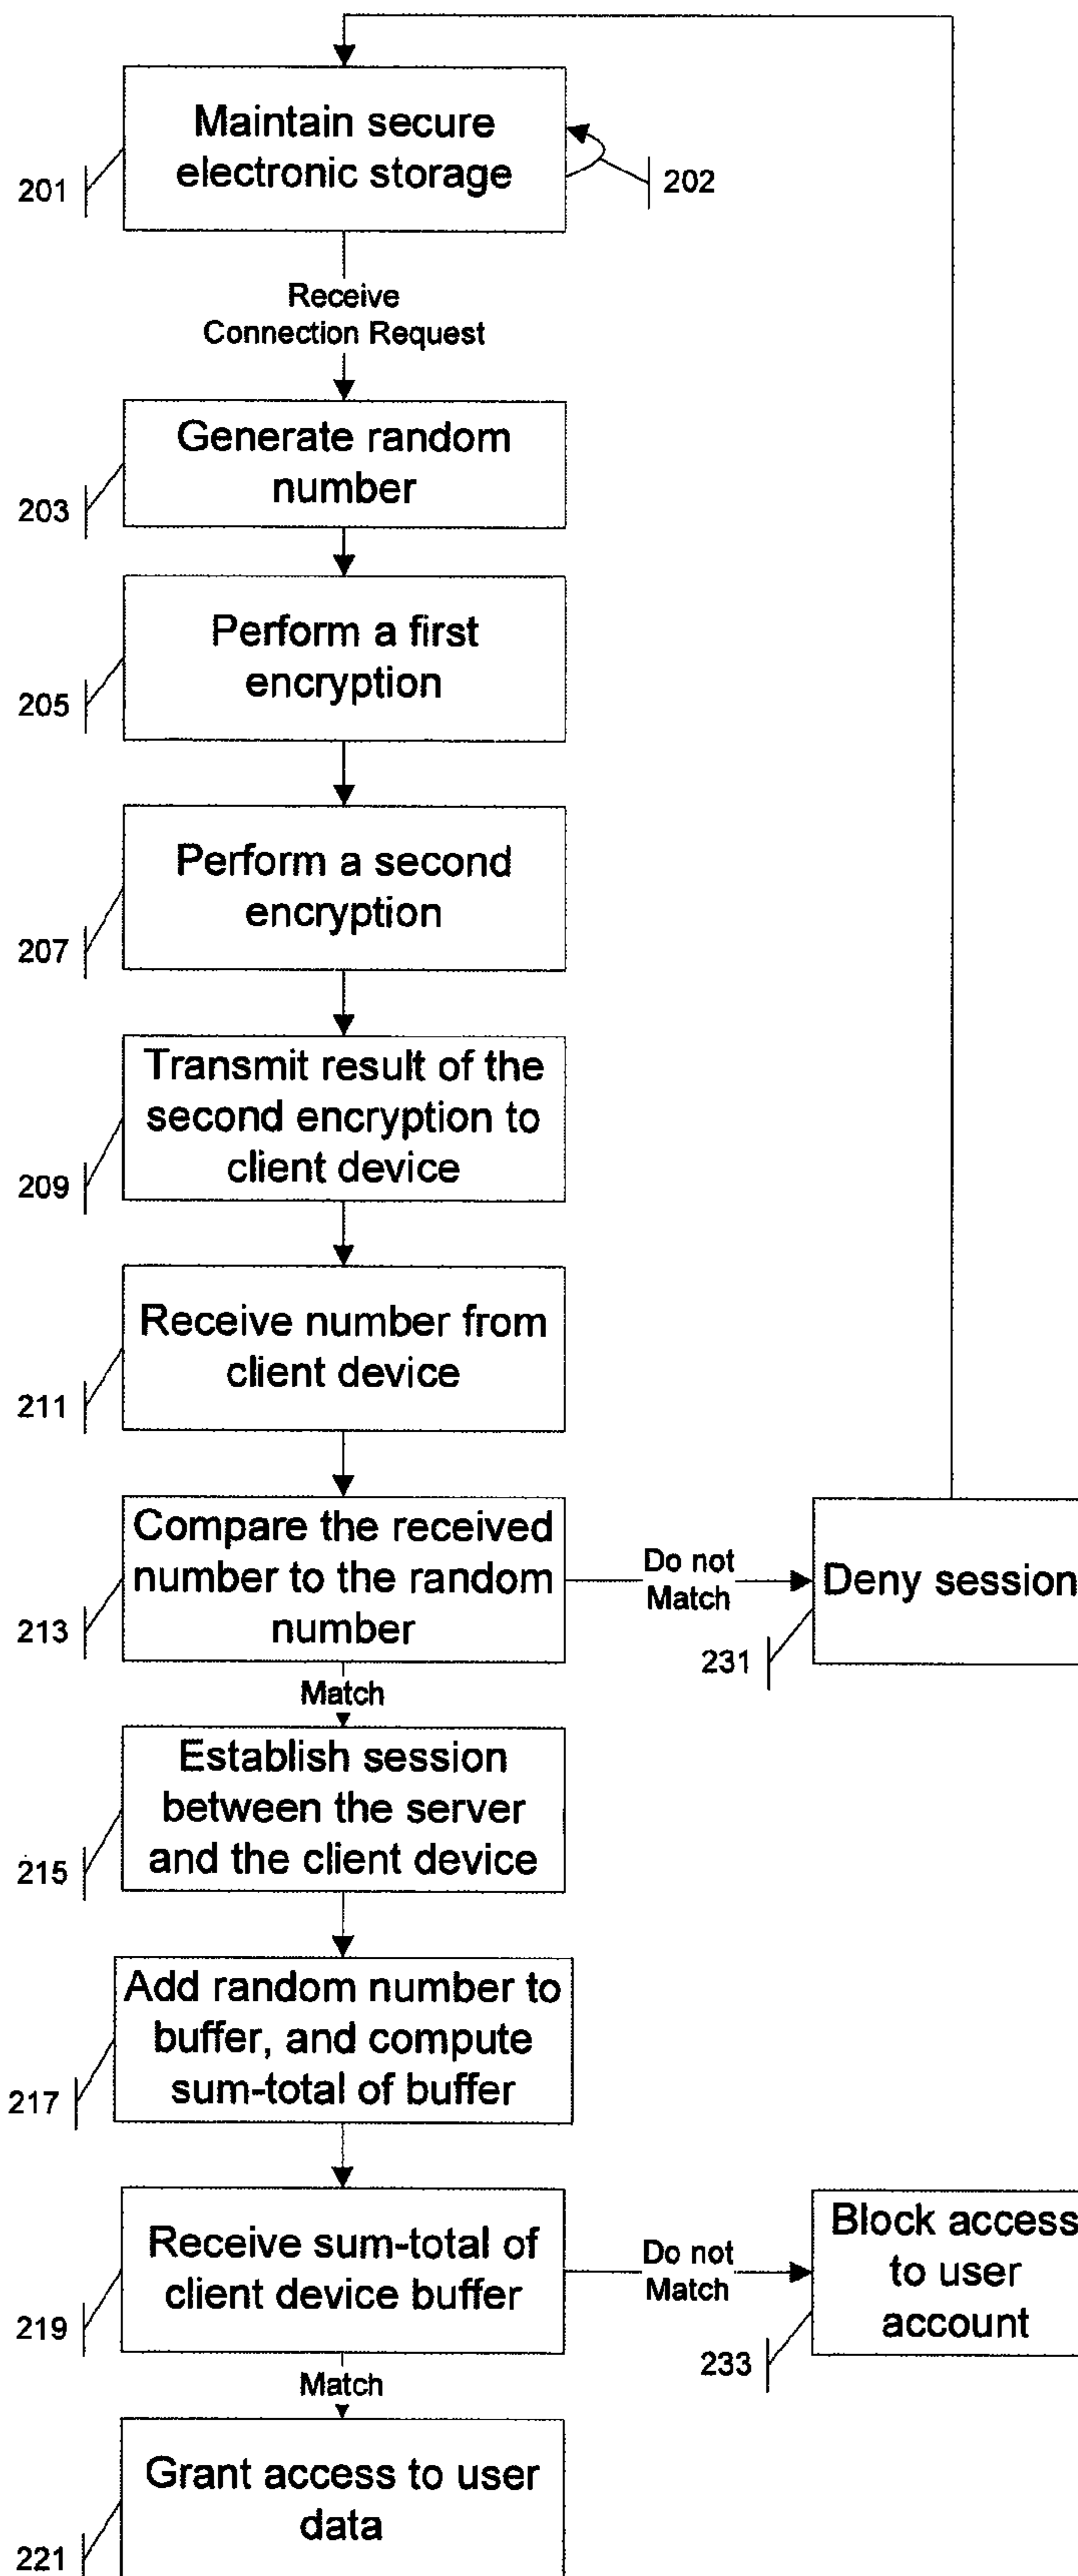 Maintain secure
electronic storage
201
202
Receive
Connection Request
Generate random
number
203
Perform a first
encryption
205
Perform a second
encryption
207
Transmit result of the
second encryption to
client device
209
Receive number from
client device
211
Compare the received
number to the random
number
213
Do not
Match
Deny session
231
Match
Establish session
between the server
and the client device
215
Add random number to
buffer, and compute
sum-total of buffer
217
Receive sum-total of
client device buffer
219
Do not
Match
Block access
to user
account
233
Match
Grant access to user
data
221